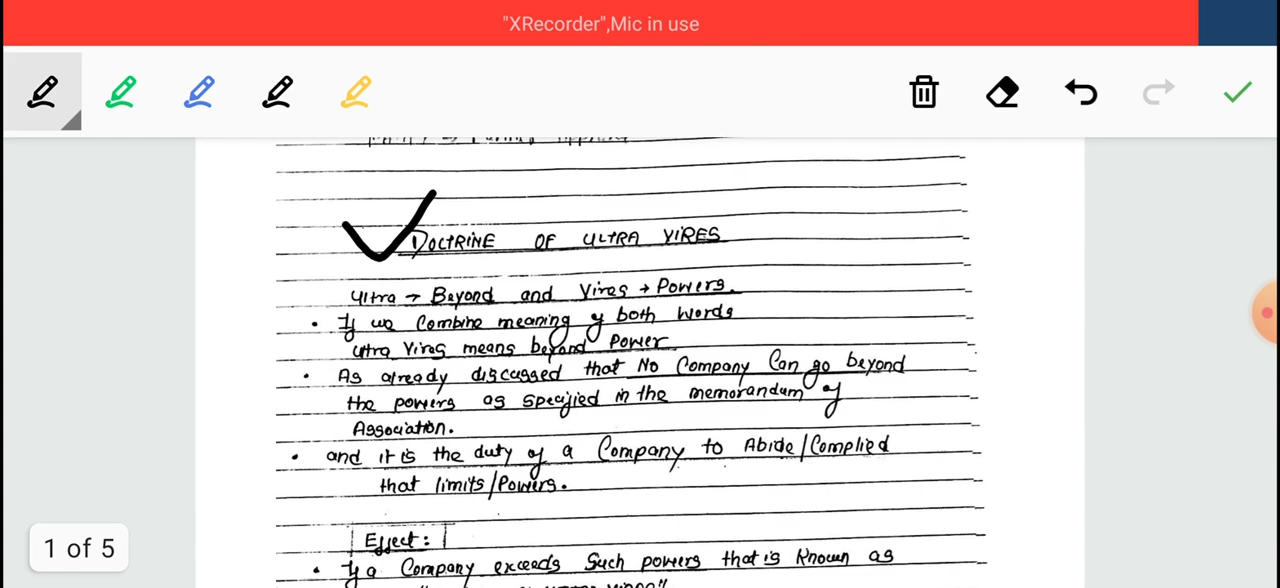 "XRecorder",Mic in use
DOCTRINE OF ULTRA VIRES
Ultra → Beyond and Vires → Powers.
• If we Combine meaning of both words
Utra Vires means beyond Power
• As already discussed that No Company Can go beyond
the powers as specified in the memorandum of
Association.
• and it is the duty of a Company to Abide/Complied
that limits/Powers.
Effect:
• If a Company exceeds Such powers that is Known as
1 of 5